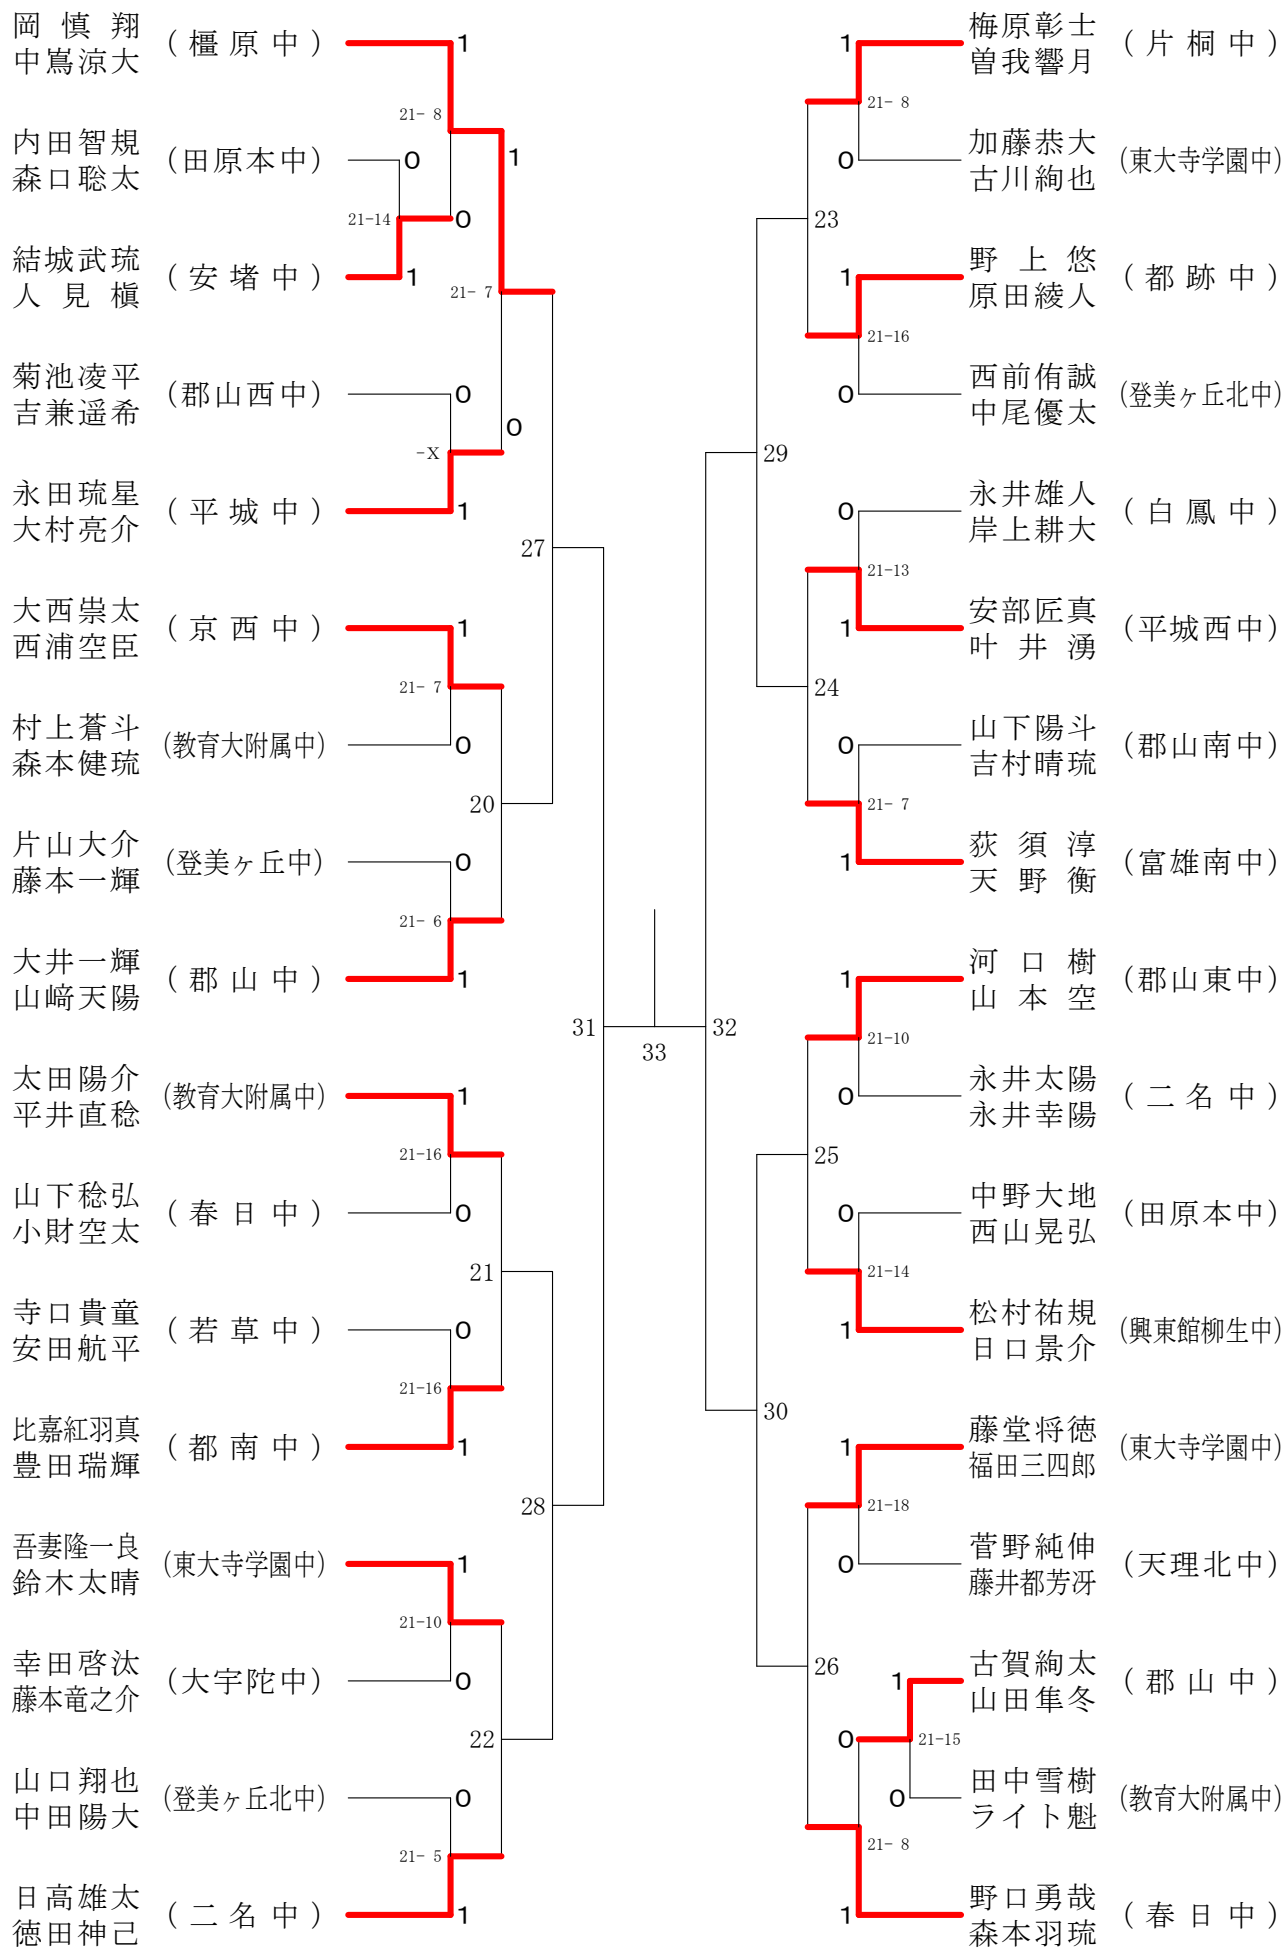 岡慎翔
中嶌涼大
(橿原中)
1
21- 8
内田智規
森口聡太
(田原本中)
0
1
21-14
0
結城武琉
人見槇
(安堵中)
1
21- 7
菊池凌平
吉兼遥希
(郡山西中)
0
0
-X
永田琉星
大村亮介
(平城中)
1
27
大西崇太
西浦空臣
(京西中)
1
21- 7
村上蒼斗
森本健琉
(教育大附属中)
0
20
片山大介
藤本一輝
(登美ヶ丘中)
0
21- 6
大井一輝
山﨑天陽
(郡山中)
1
31
33
32
太田陽介
平井直稔
(教育大附属中)
1
21-16
山下稔弘
小財空太
(春日中)
0
21
寺口貴童
安田航平
(若草中)
0
21-16
比嘉紅羽真
豊田瑞輝
(都南中)
1
28
吾妻隆一良
鈴木太晴
(東大寺学園中)
1
21-10
幸田啓汰
藤本竜之介
(大宇陀中)
0
22
山口翔也
中田陽大
(登美ヶ丘北中)
0
21- 5
日高雄太
徳田神己
(二名中)
1
1
梅原彰士
曽我響月
(片桐中)
21- 8
0
加藤恭大
古川絢也
(東大寺学園中)
23
1
野上悠
原田綾人
(都跡中)
21-16
0
西前侑誠
中尾優太
(登美ヶ丘北中)
29
0
永井雄人
岸上耕大
(白鳳中)
21-13
1
安部匠真
叶井湧
(平城西中)
24
0
山下陽斗
吉村晴琉
(郡山南中)
21- 7
1
荻須淳
天野衡
(富雄南中)
1
河口樹
山本空
(郡山東中)
21-10
0
永井太陽
永井幸陽
(二名中)
25
0
中野大地
西山晃弘
(田原本中)
21-14
1
松村祐規
日口景介
(興東館柳生中)
30
1
藤堂将徳
福田三四郎
(東大寺学園中)
21-18
0
菅野純伸
藤井都芳冴
(天理北中)
26
1
古賀絢太
山田隼冬
(郡山中)
0
21-15
0
田中雪樹
ライト魁
(教育大附属中)
21- 8
1
野口勇哉
森本羽琉
(春日中)